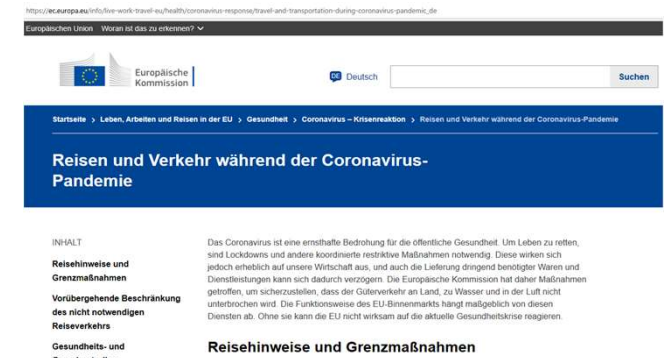 https://ec.europa.eu/info/live-work-travel-eu/health/coronavirus-response/travel-and-transportation-during-coronavirus-pandemic_de
Europäischen Union Woran ist das zu erkennen?
Europäische
Kommission
DE Deutsch
Suchen
Startseite > Leben, Arbeiten und Reisen in der EU > Gesundheit > Coronavirus – Krisenreaktion > Reisen und Verkehr während der Coronavirus-Pandemie
Reisen und Verkehr während der Coronavirus-
Pandemie
INHALT
Reisehinweise und
Grenzmaßnahmen
Vorübergehende Beschränkung
des nicht notwendigen
Reiseverkehrs
Gesundheits- und
Das Coronavirus ist eine ernsthafte Bedrohung für die öffentliche Gesundheit. Um Leben zu retten,
sind Lockdowns und andere koordinierte restriktive Maßnahmen notwendig. Diese wirken sich
jedoch erheblich auf unsere Wirtschaft aus, und auch die Lieferung dringend benötigter Waren und
Dienstleistungen kann sich dadurch verzögern. Die Europäische Kommission hat daher Maßnahmen
getroffen, um sicherzustellen, dass der Güterverkehr an Land, zu Wasser und in der Luft nicht
unterbrochen wird. Die Funktionsweise des EU-Binnenmarkts hängt maßgeblich von diesen
Diensten ab. Ohne sie kann die EU nicht wirksam auf die aktuelle Gesundheitskrise reagieren.
Reisehinweise und Grenzmaßnahmen